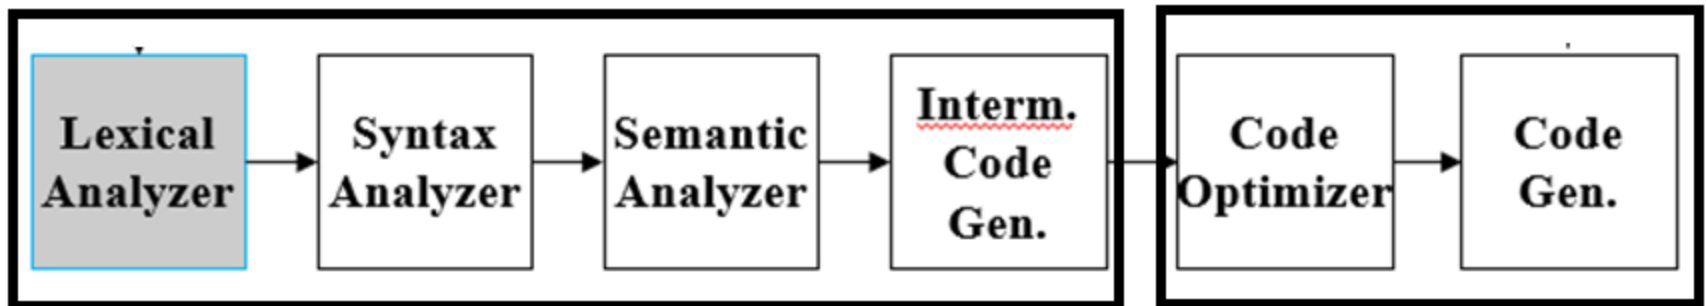 Lexical
Analyzer
Syntax
Analyzer
Semantic
Analyzer
Interm.
Code
Gen.
Code
Optimizer
Code
Gen.